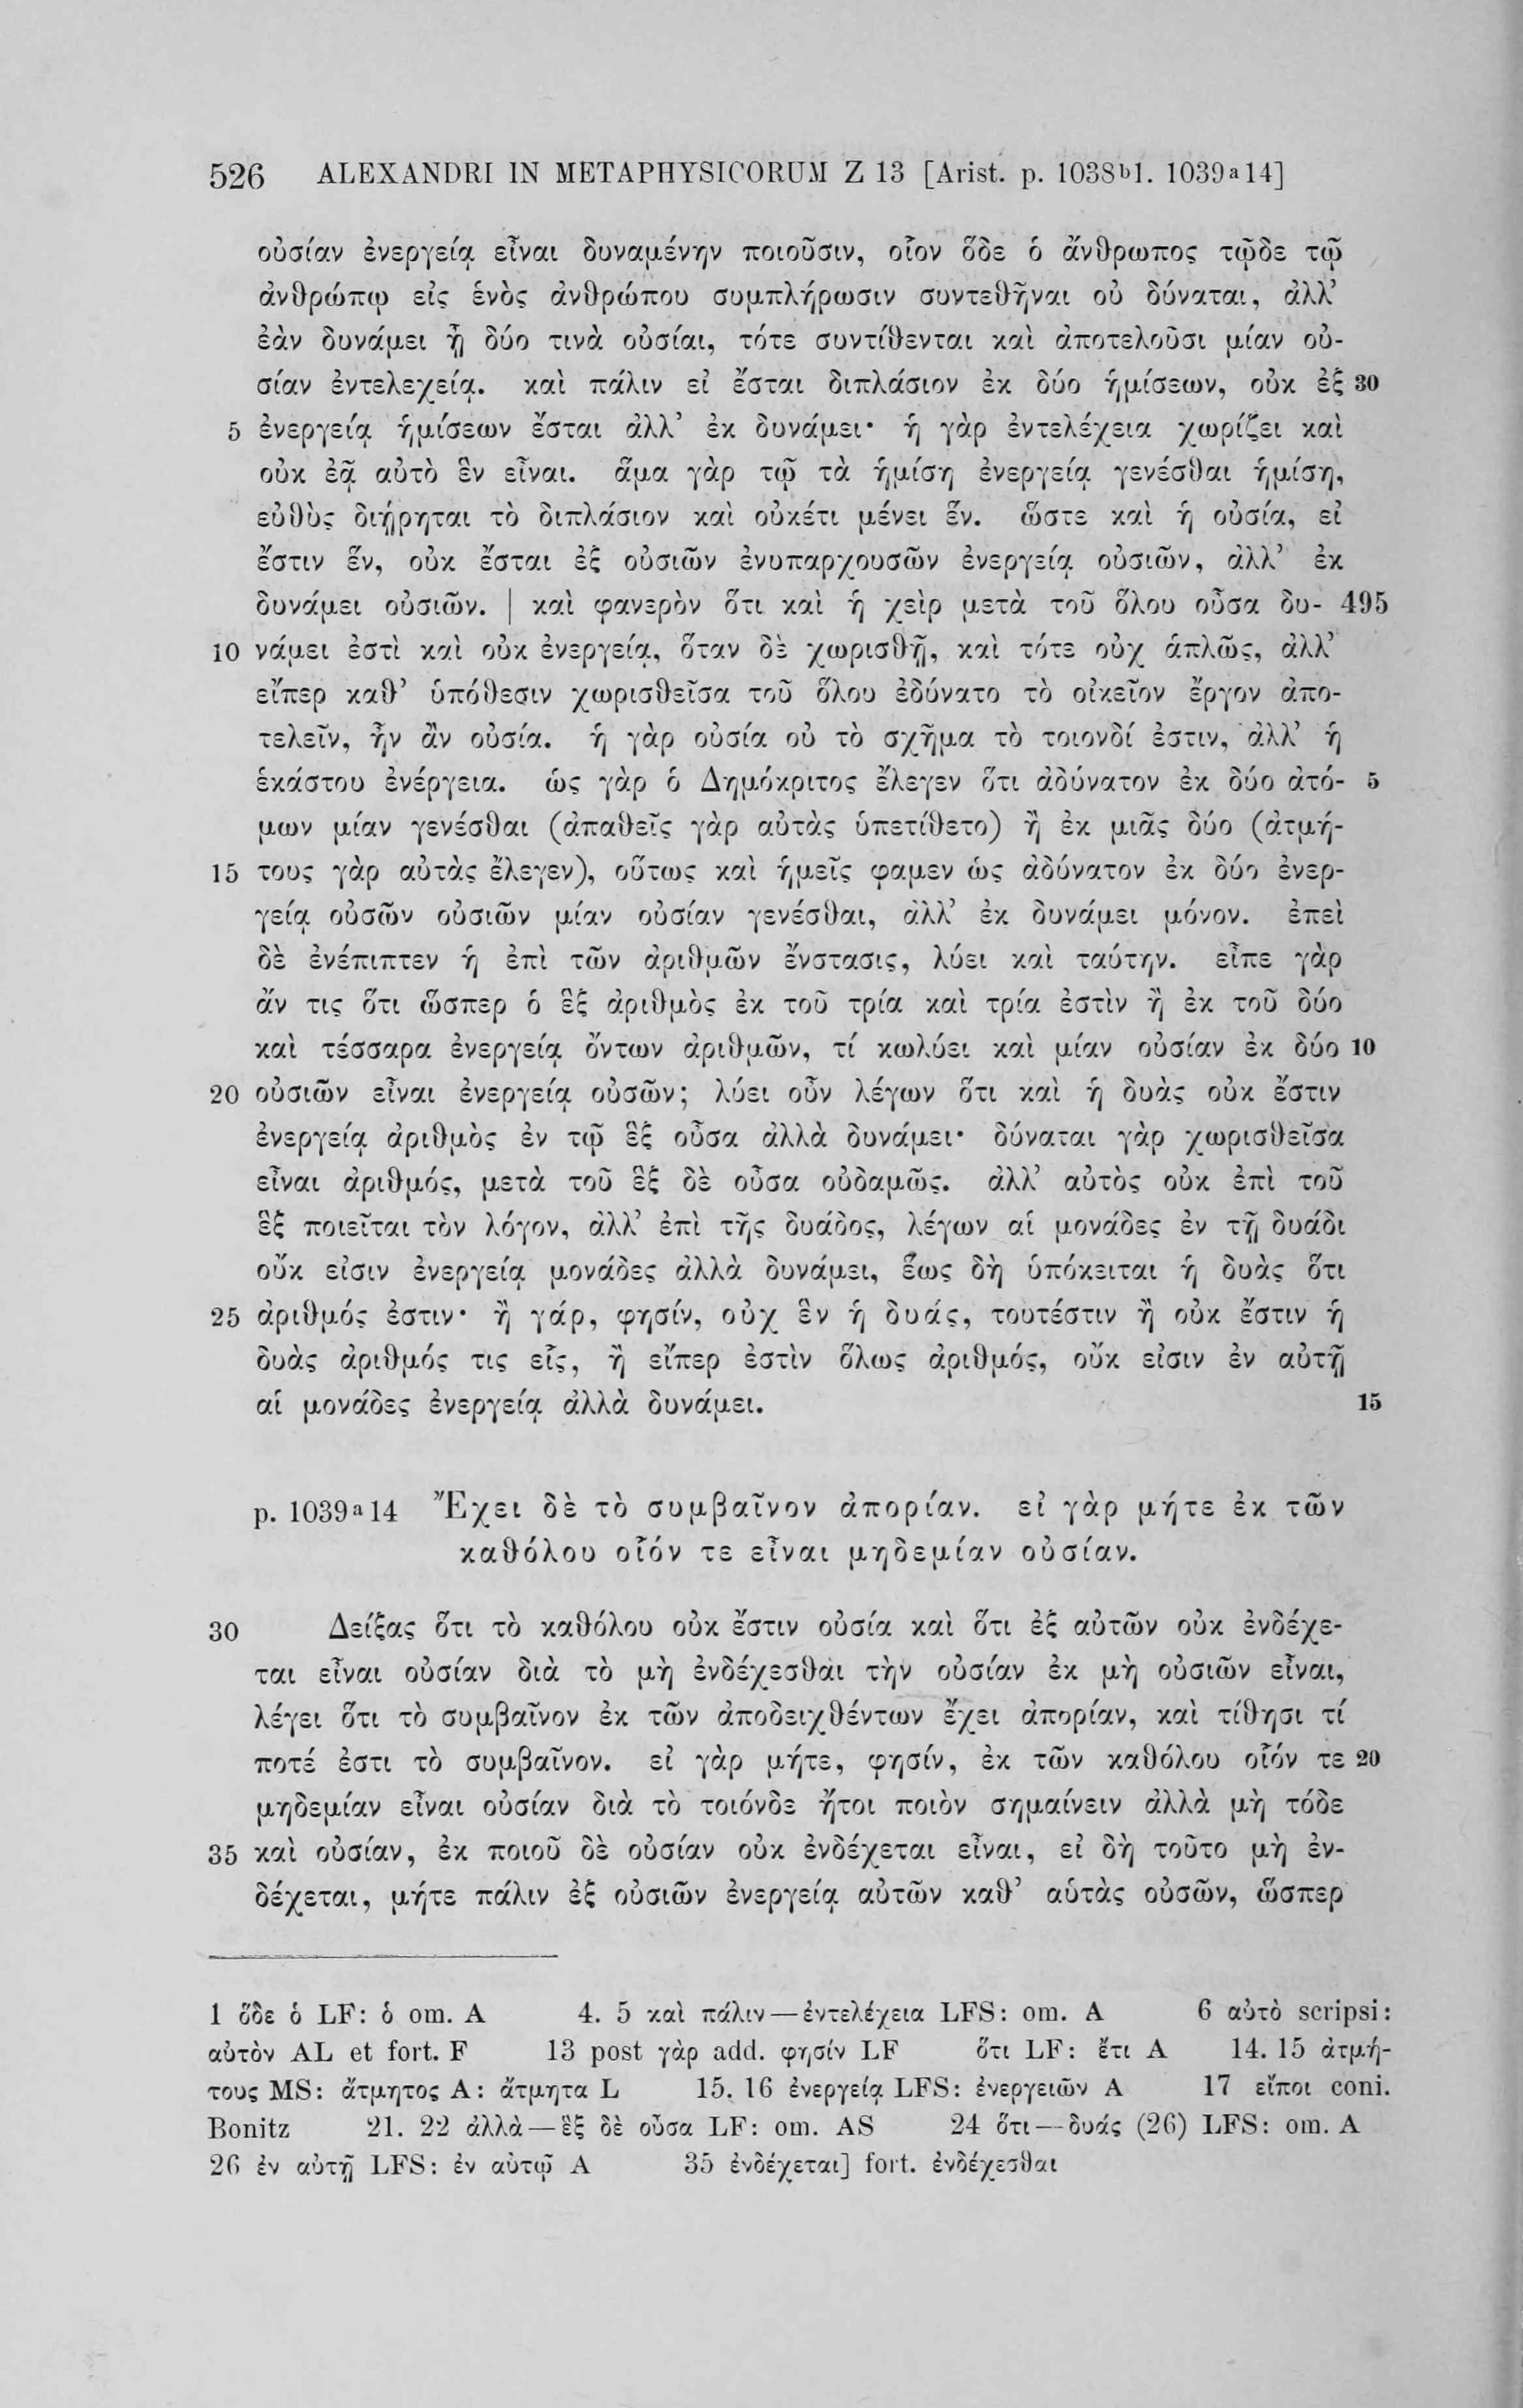 526 ALEXANDRI IN METAPHYSICORUM Z 13 [Arist. p. 1038b1. 1039a14]
οὐσίαν ἐνεργείᾳ εἶναι δυναμένην ποιοῦσιν, οἷον ὅδε ὁ ἄνθρωπος τῷδε τῷ
ἀνθρώπῳ εἰς ἑνὸς ἀνθρώπου συμπλήρωσιν συντεθῆναι οὐ δύναται, ἀλλ’
ἐὰν δυνάμει ᾖ δύο τινὰ οὐσίαι, τότε συντίθενται καὶ ἀποτελοῦσι μίαν οὐ-
σίαν ἐντελεχείᾳ. καὶ πάλιν εἰ ἔσται διπλάσιον ἐκ δύο ἡμίσεων, οὐκ ἐξ 30
5 ἐνεργείᾳ ἡμίσεων ἔσται ἀλλ’ ἐκ δυνάμει· ἡ γὰρ ἐντελέχεια χωρίζει καὶ
οὐκ ἐᾷ αὐτὸ ἓν εἶναι. ἅμα γὰρ τῷ τὰ ἡμίση ἐνεργείᾳ γενέσθαι ἡμίση,
εὐθὺς διῄρηται τὸ διπλάσιον καὶ οὐκέτι μένει ἕν. ὥστε καὶ ἡ οὐσία, εἰ
ἔστιν ἕν, οὐκ ἔσται ἐξ οὐσιῶν ἐνυπαρχουσῶν ἐνεργείᾳ οὐσιῶν, ἀλλ’ ἐκ
δυνάμει οὐσιῶν. | καὶ φανερὸν ὅτι καὶ ἡ χεὶρ μετὰ τοῦ ὅλου οὖσα δυ- 495
10 νάμει ἐστὶ καὶ οὐκ ἐνεργείᾳ, ὅταν δὲ χωρισθῇ, καὶ τότε οὐχ ἁπλῶς, ἀλλ’
εἴπερ καθ’ ὑπόθεσιν χωρισθεῖσα τοῦ ὅλου ἐδύνατο τὸ οἰκεῖον ἔργον ἀπο-
τελεῖν, ἦν ἂν οὐσία. ἡ γὰρ οὐσία οὐ τὸ σχῆμα τὸ τοιονδί ἐστιν, ἀλλ’ ἡ
ἑκάστου ἐνέργεια. ὡς γὰρ ὁ Δημόκριτος ἔλεγεν ὅτι ἀδύνατον ἐκ δύο ἀτό- 5
μων μίαν γενέσθαι (ἀπαθεῖς γὰρ αὐτὰς ὑπετίθετο) ἢ ἐκ μιᾶς δύο (ἀτμή-
15 τους γὰρ αὐτὰς ἔλεγεν), οὕτως καὶ ἡμεῖς φαμεν ὡς ἀδύνατον ἐκ δύο ἐνερ-
γείᾳ οὐσῶν οὐσιῶν μίαν οὐσίαν γενέσθαι, ἀλλ’ ἐκ δυνάμει μόνον. ἐπεὶ
δὲ ἐνέπιπτεν ἡ ἐπὶ τῶν ἀριθμῶν ἔνστασις, λύει καὶ ταύτην. εἶπε γὰρ
ἄν τις ὅτι ὥσπερ ὁ ἓξ ἀριθμὸς ἐκ τοῦ τρία καὶ τρία ἐστὶν ἢ ἐκ τοῦ δύο
καὶ τέσσαρα ἐνεργείᾳ ὄντων ἀριθμῶν, τί κωλύει καὶ μίαν οὐσίαν ἐκ δύο 10
20 οὐσιῶν εἶναι ἐνεργείᾳ οὐσῶν; λύει οὖν λέγων ὅτι καὶ ἡ δυὰς οὐκ ἔστιν
ἐνεργείᾳ ἀριθμὸς ἐν τῷ ἓξ οὖσα ἀλλὰ δυνάμει· δύναται γὰρ χωρισθεῖσα
εἶναι ἀριθμός, μετὰ τοῦ ἓξ δὲ οὖσα οὐδαμῶς. ἀλλ’ αὐτὸς οὐκ ἐπὶ τοῦ
ἓξ ποιεῖται τὸν λόγον, ἀλλ’ ἐπὶ τῆς δυάδος, λέγων αἱ μονάδες ἐν τῇ δυάδι
οὔκ εἰσιν ἐνεργείᾳ μονάδες ἀλλὰ δυνάμει, ἕως δὴ ὑπόκειται ἡ δυὰς ὅτι
25 ἀριθμός ἐστιν· ἢ γάρ, φησίν, οὐχ ἓν ἡ δυάς, τουτέστιν ἢ οὐκ ἔστιν ἡ
δυὰς ἀριθμός τις εἷς, ἢ εἴπερ ἐστὶν ὅλως ἀριθμός, οὔκ εἰσιν ἐν αὐτῇ
αἱ μονάδες ἐνεργείᾳ ἀλλὰ δυνάμει. 15
p. 1039a14 Ἔχει δὲ τὸ συμβαῖνον ἀπορίαν. εἰ γὰρ μήτε ἐκ τῶν
καθόλου οἷόν τε εἶναι μηδεμίαν οὐσίαν.
30 Δείξας ὅτι τὸ καθόλου οὐκ ἔστιν οὐσία καὶ ὅτι ἐξ αὐτῶν οὐκ ἐνδέχε-
ται εἶναι οὐσίαν διὰ τὸ μὴ ἐνδέχεσθαι τὴν οὐσίαν ἐκ μὴ οὐσιῶν εἶναι,
λέγει ὅτι τὸ συμβαῖνον ἐκ τῶν ἀποδειχθέντων ἔχει ἀπορίαν, καὶ τίθησι τί
ποτέ ἐστι τὸ συμβαῖνον. εἰ γὰρ μήτε, φησίν, ἐκ τῶν καθόλου οἷόν τε 20
μηδεμίαν εἶναι οὐσίαν διὰ τὸ τοιόνδε ἤτοι ποιὸν σημαίνειν ἀλλὰ μὴ τόδε
35 καὶ οὐσίαν, ἐκ ποιοῦ δὲ οὐσίαν οὐκ ἐνδέχεται εἶναι, εἰ δὴ τοῦτο μὴ ἐν-
δέχεται, μήτε πάλιν ἐξ οὐσιῶν ἐνεργείᾳ αὐτῶν καθ’ αὑτὰς οὐσῶν, ὥσπερ
1 ὅδε ὁ LF: ὁ om. A 4. 5 καὶ πάλιν—ἐντελέχεια LFS: om. A 6 αὐτὸ scripsi:
αὐτὸν AL et fort. F 13 post γὰρ add. φησίν LF ὅτι LF: ἔτι A 14. 15 ἀτμή-
τους MS: ἄτμητος A: ἄτμητα L 15. 16 ἐνεργείᾳ LFS: ἐνεργειῶν A 17 εἴποι coni.
Bonitz 21. 22 ἀλλὰ—ἓξ δὲ οὖσα LF: om. AS 24 ὅτι—δυάς (26) LFS: om. A
26 ἐν αὐτῇ LFS: ἐν αὐτῷ A 35 ἐνδέχεται] fort. ἐνδέχεσθαι